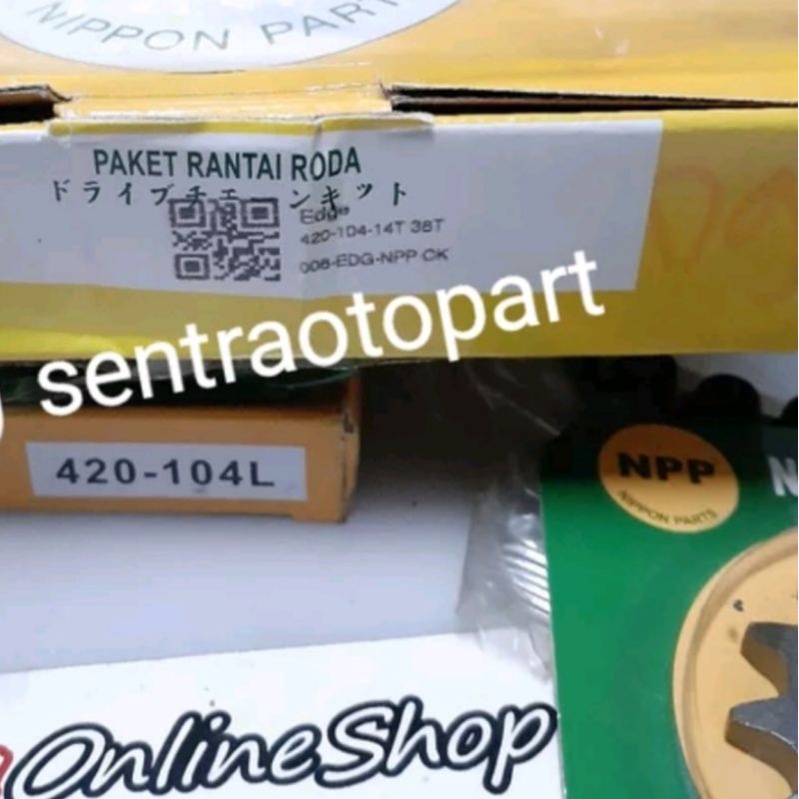 NIPPON PARTS
PAKET RANTAI RODA
ドライブチェーンキット
Edge
420-104-14T 38T
008-EDG-NPP CK
sentraotopart
420-104L
NPP
NIPPON PARTS
N
OnlineShop